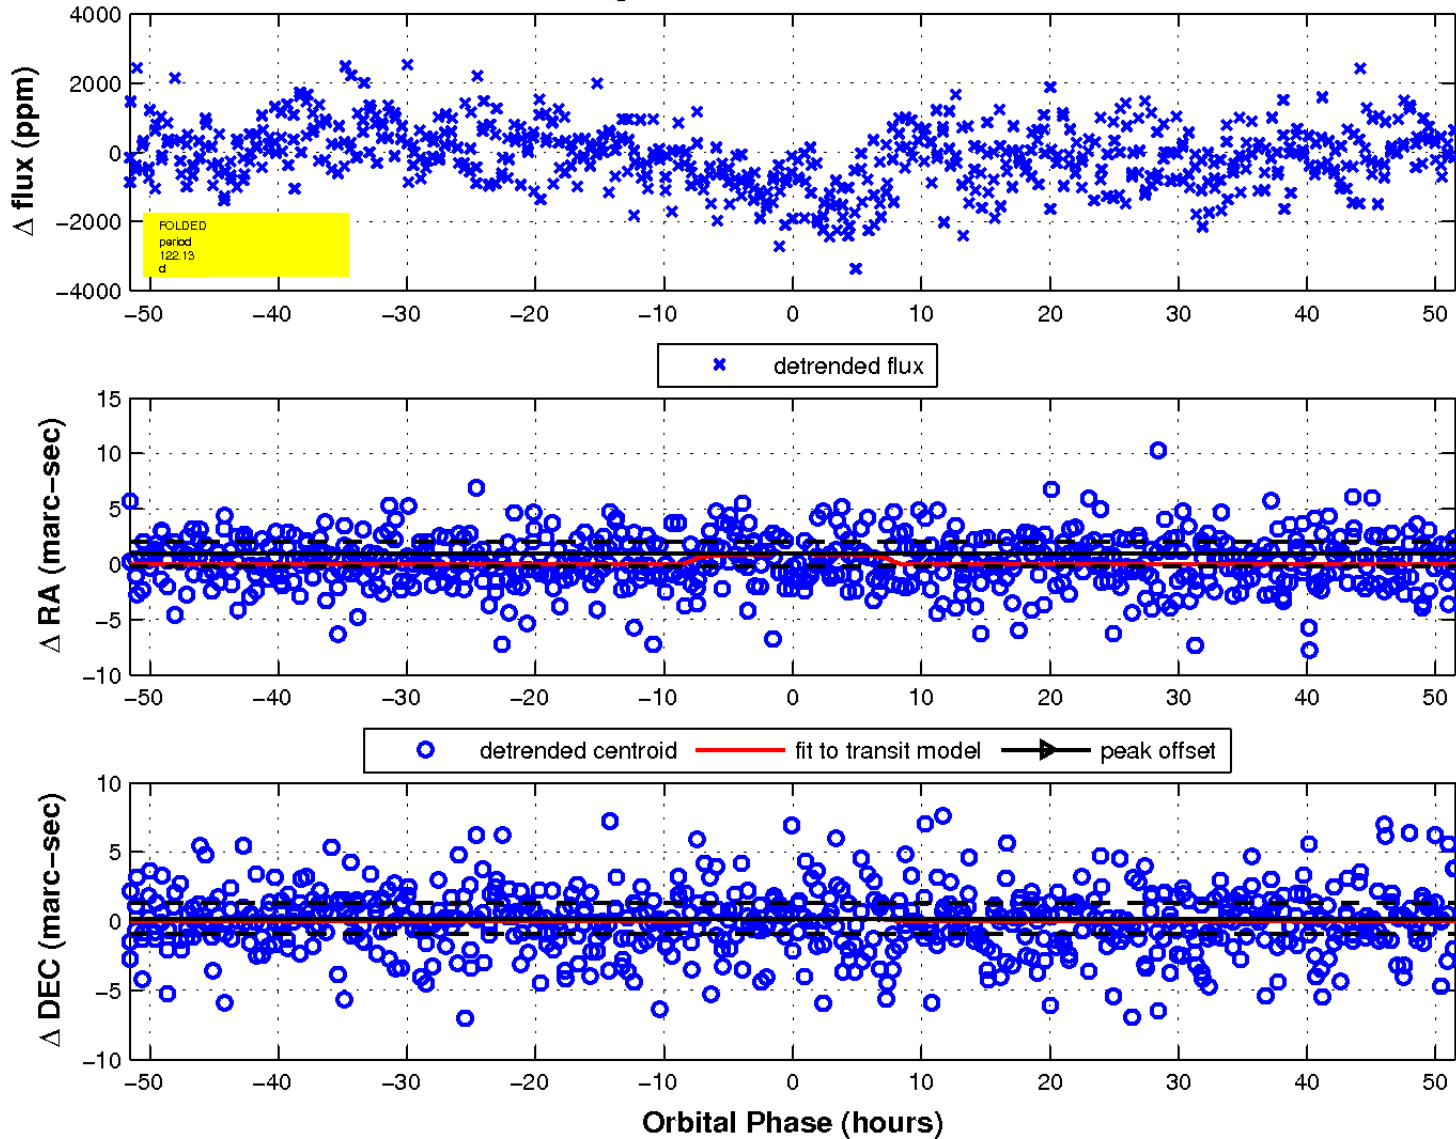 4000
2000
0
−2000
−4000
Δ flux (ppm)
FOLDED
period
122.13
d
−50 −40 −30 −20 −10 0 10 20 30 40 50
detrended flux
15
10
5
0
−5
−10
Δ RA (marc−sec)
−50 −40 −30 −20 −10 0 10 20 30 40 50
detrended centroid fit to transit model peak offset
10
5
0
−5
−10
Δ DEC (marc−sec)
−50 −40 −30 −20 −10 0 10 20 30 40 50
Orbital Phase (hours)